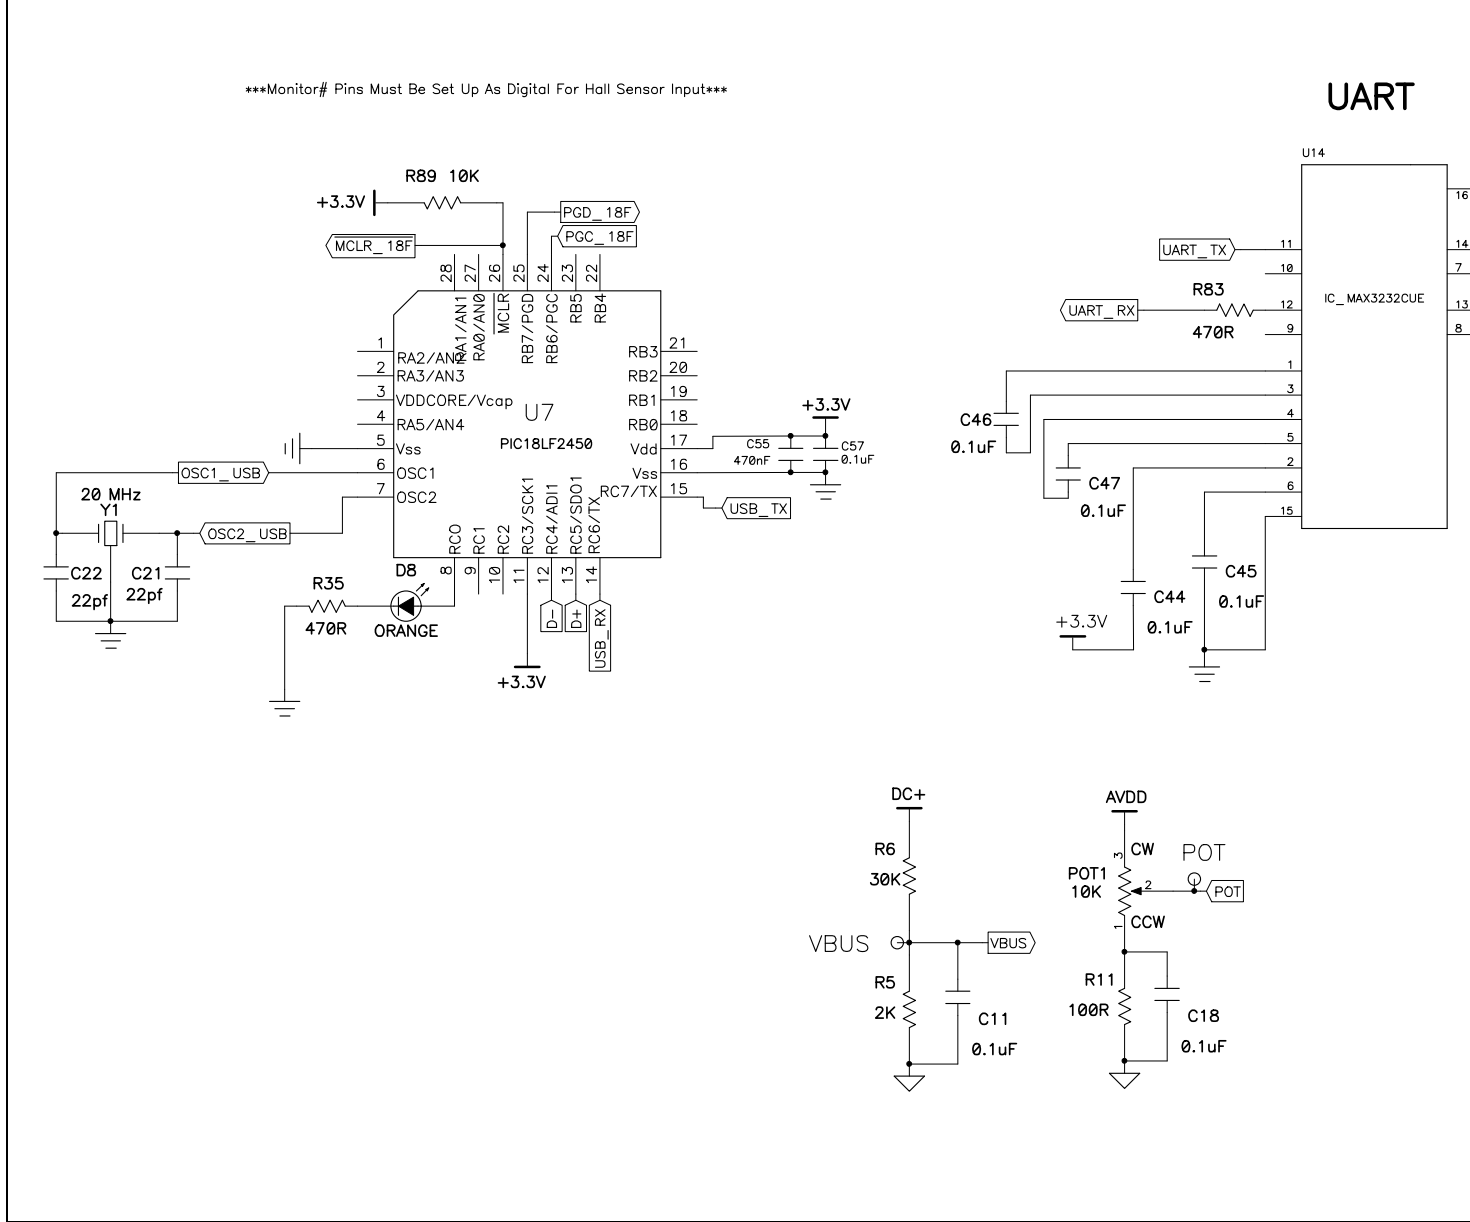 ***Monitor# Pins Must Be Set Up As Digital For Hall Sensor Input***
UART
U14
R89 10K
+3.3V
MCLR_18F
PGD_18F
PGC_18F
28
27
26
25
24
23
22
RA1/AN1
RA0/AN0
MCLR
RB7/PGD
RB6/PGC
RB5
RB4
1
RA2/AN2
2
RA3/AN3
3
VDDCORE/Vcap
4
RA5/AN4
5
Vss
6
OSC1
7
OSC2
U7
PIC18LF2450
RB3
21
RB2
20
RB1
19
RB0
18
Vdd
17
Vss
16
RC7/TX
15
USB_TX
+3.3V
C55
470nF
C57
0.1uF
RC0
RC1
RC2
RC3/SCK1
RC4/ADI1
RC5/SDO1
RC6/TX
8
9
10
11
12
13
14
D-
D+
USB_RX
+3.3V
OSC1_USB
20 MHz
Y1
OSC2_USB
C22
22pf
C21
22pf
R35
470R
D8
ORANGE
UART_TX
UART_RX
R83
470R
11
10
12
9
1
3
4
5
2
6
15
IC_MAX3232CUE
16
14
7
13
8
C46
0.1uF
C47
0.1uF
C44
0.1uF
C45
0.1uF
+3.3V
DC+
R6
30K
VBUS
VBUS
R5
2K
C11
0.1uF
AVDD
3
CW
POT
POT1
10K
2
POT
1
CCW
R11
100R
C18
0.1uF